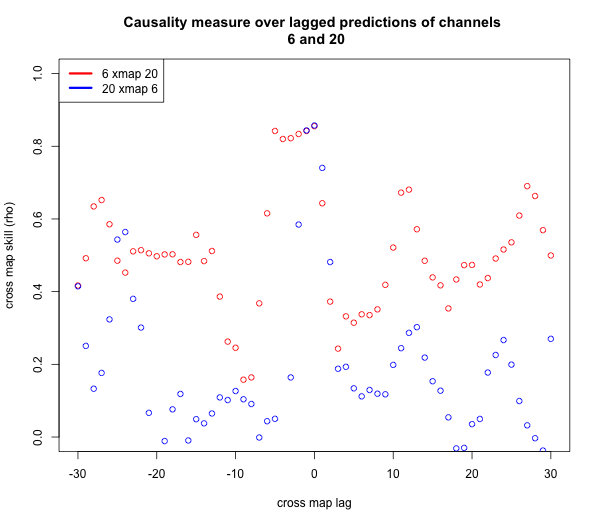 Causality measure over lagged predictions of channels
6 and 20
6 xmap 20
20 xmap 6
cross map skill (rho)
1.0
0.8
0.6
0.4
0.2
0.0
-30 -20 -10 0 10 20 30
cross map lag